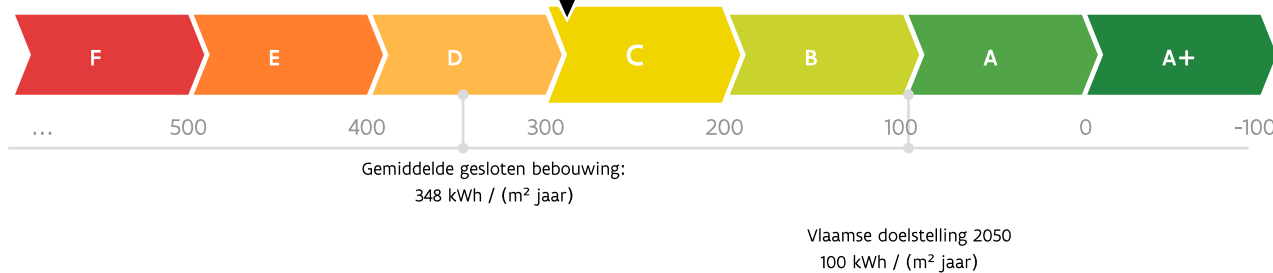 F E D C B A A+
... 500 400 300 200 100 0 -100
Gemiddelde gesloten bebouwing:
348 kWh / (m² jaar)
Vlaamse doelstelling 2050
100 kWh / (m² jaar)